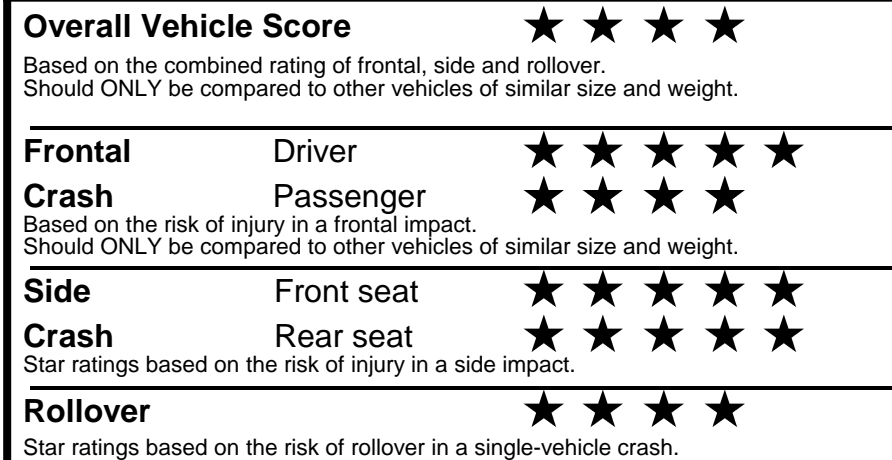 Overall Vehicle Score ★ ★ ★ ★
Based on the combined rating of frontal, side and rollover.
Should ONLY be compared to other vehicles of similar size and weight.
Frontal Driver ★ ★ ★ ★ ★
Crash Passenger ★ ★ ★ ★
Based on the risk of injury in a frontal impact.
Should ONLY be compared to other vehicles of similar size and weight.
Side Front seat ★ ★ ★ ★ ★
Crash Rear seat ★ ★ ★ ★ ★
Star ratings based on the risk of injury in a side impact.
Rollover ★ ★ ★ ★
Star ratings based on the risk of rollover in a single-vehicle crash.